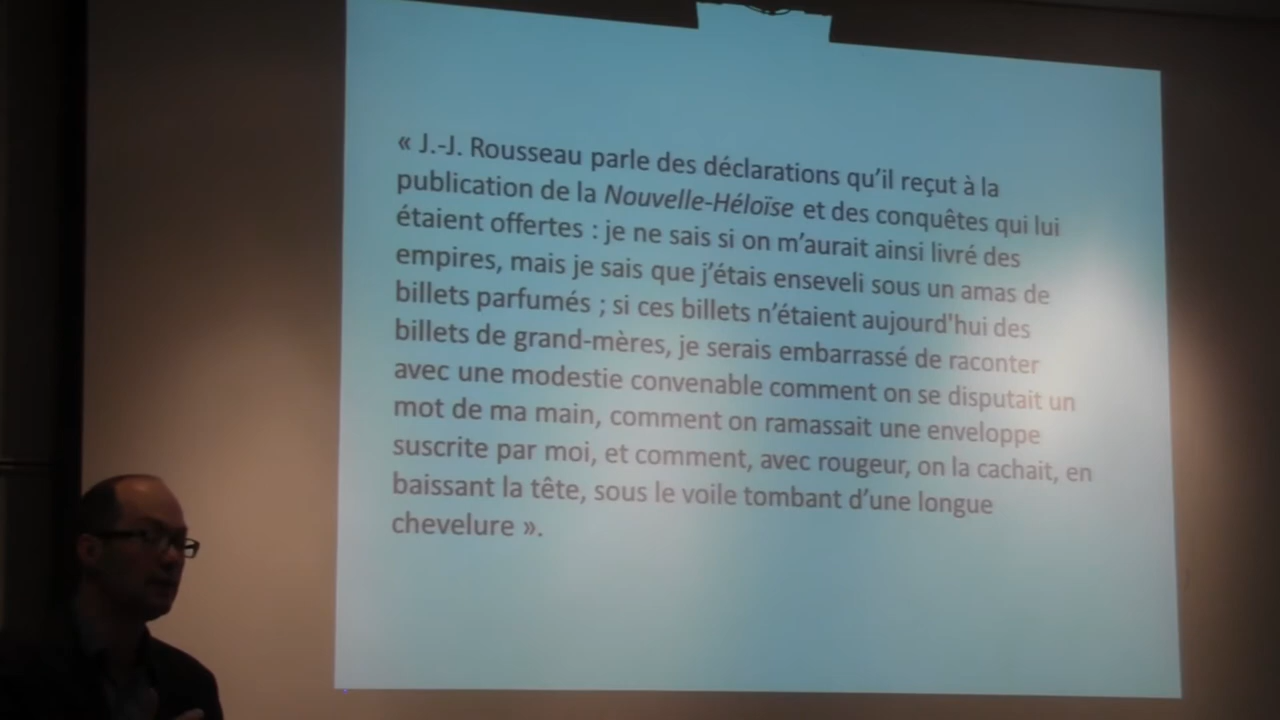 « J.-J. Rousseau parle des déclarations qu’il reçut à la
publication de la Nouvelle-Héloïse et des conquêtes qui lui
étaient offertes : je ne sais si on m’aurait ainsi livré des
empires, mais je sais que j’étais enseveli sous un amas de
billets parfumés ; si ces billets n’étaient aujourd'hui des
billets de grand-mères, je serais embarrassé de raconter
avec une modestie convenable comment on se disputait un
mot de ma main, comment on ramassait une enveloppe
suscrite par moi, et comment, avec rougeur, on la cachait, en
baissant la tête, sous le voile tombant d’une longue
chevelure ».